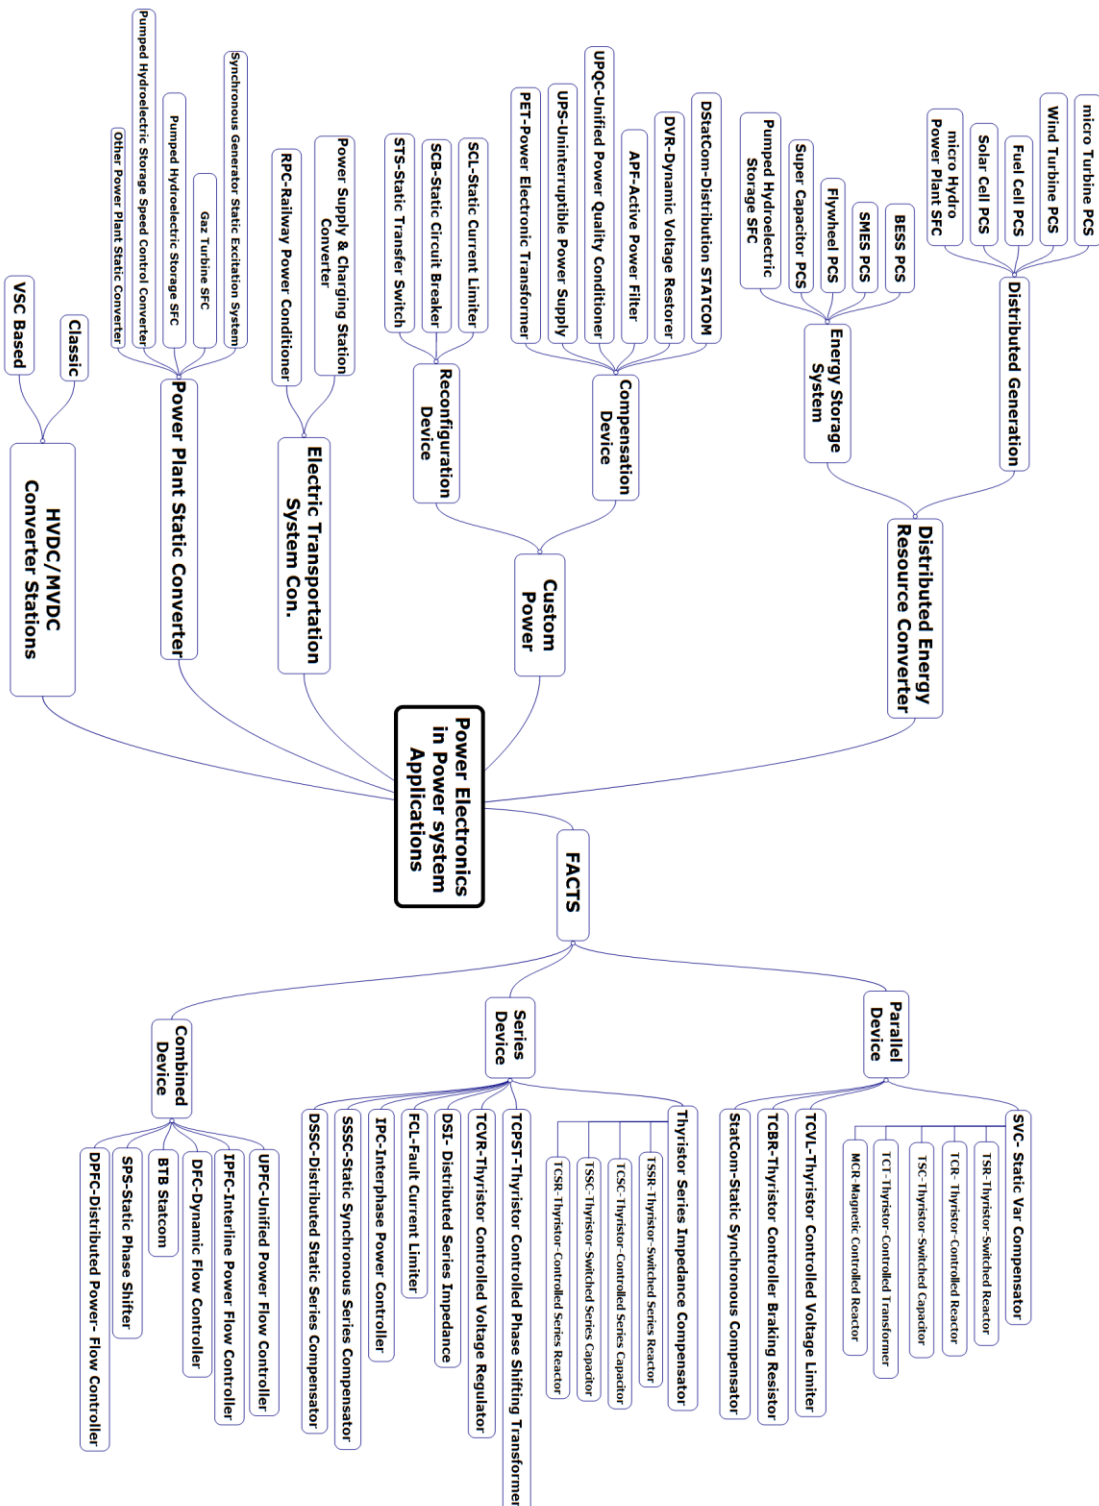 Power Electronics
in Power system
Applications
Distributed Energy
Resource Converter
Distributed Generation
micro Turbine PCS
Wind Turbine PCS
Fuel Cell PCS
Solar Cell PCS
micro Hydro
Power Plant SFC
Energy Storage
System
BESS PCS
SMES PCS
Flywheel PCS
Super Capacitor PCS
Pumped Hydroelectric
Storage SFC
Custom
Power
Compensation
Device
DStatCom-Distribution STATCOM
DVR-Dynamic Voltage Restorer
APF-Active Power Filter
UPQC-Unified Power Quality Conditioner
UPS-Uninterruptible Power Supply
PET-Power Electronic Transformer
Reconfiguration
Device
SCL-Static Current Limiter
SCB-Static Circuit Breaker
STS-Static Transfer Switch
Electric Transportation
System Con.
Power Supply & Charging Station
Converter
RPC-Railway Power Conditioner
Power Plant Static Converter
Synchronous Generator Static Excitation System
Gaz Turbine SFC
Pumped Hydroelectric Storage SFC
Pumped Hydroelectric Storage Speed Control Converter
Other Power Plant Static Converter
HVDC/MVDC
Converter Stations
Classic
VSC Based
FACTS
Parallel
Device
SVC- Static Var Compensator
TSR-Thyristor-Switched Reactor
TCR- Thyristor-Controlled Reactor
TSC-Thyristor-Switched Capacitor
TCT -Thyristor-Controlled Transformer
MCR-Magnetic Controlled Reactor
TCVL-Thyristor Controlled Voltage Limiter
TCBR-Thyristor Controller Braking Resistor
StatCom-Static Synchronous Compensator
Series
Device
Thyristor Series Impedance Compensator
TSSR-Thyristor-Switched Series Reactor
TCSC-Thyristor-Controlled Series Capacitor
TSSC-Thyristor-Switched Series Capacitor
TCSR-Thyristor-Controlled Series Reactor
TCPST-Thyristor Controlled Phase Shifting Transformer
TCVR-Thyristor Controlled Voltage Regulator
DSI- Distributed Series Impedance
FCL-Fault Current Limiter
IPC-Interphase Power Controller
SSSC-Static Synchronous Series Compensator
DSSC-Distributed Static Series Compensator
Combined
Device
UPFC-Unified Power Flow Controller
IPFC-Interline Power Flow Controller
DFC-Dynamic Flow Controller
BTB Statcom
SPS-Static Phase Shifter
DPFC-Distributed Power- Flow Controller